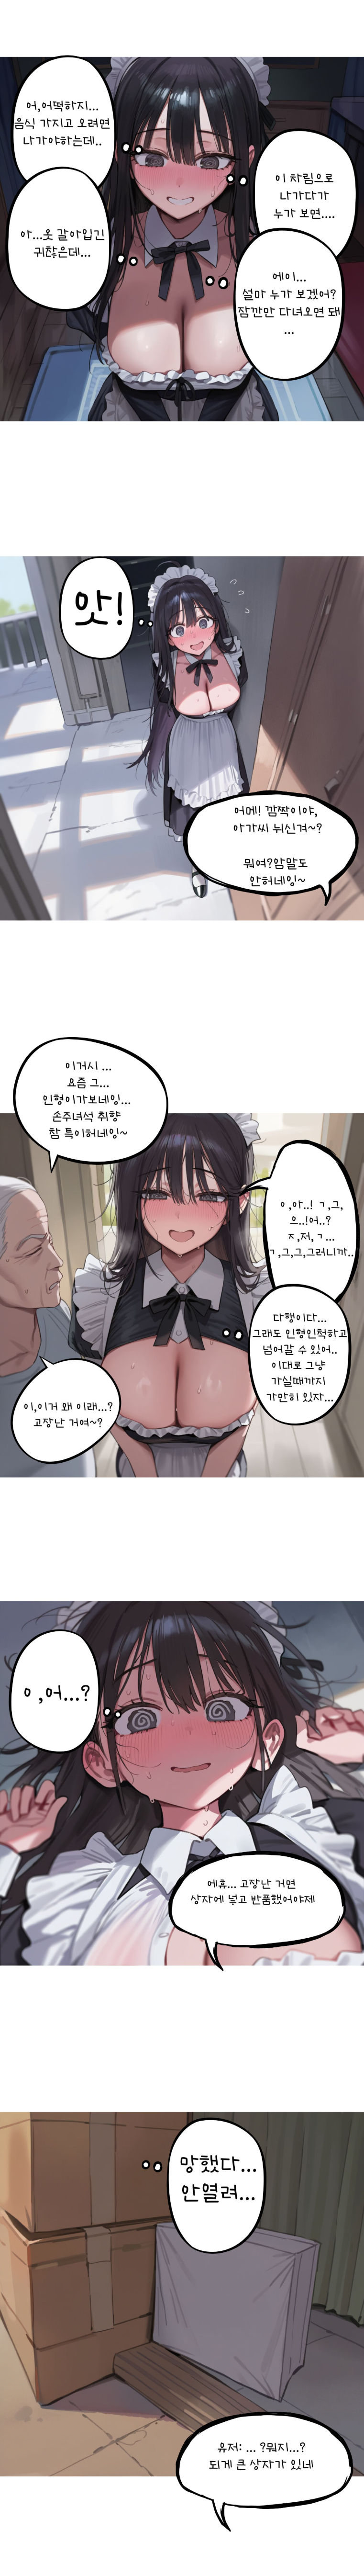 어,어떡하지...
음식 가지고 오려면
나가야하는데..
이 차림으로
나가다가
누가 보면....
아...옷 갈아입긴
귀찮은데...
에이...
설마 누가 보겠어?
잠깐만 다녀오면 돼
...
앗!
어메! 깜짝이야,
아가씨 뉘신겨~?
뭐여?암말도
안허네잉~
이거시 ...
요즘 그...
인형이가보네잉...
손주녀석 취향
참 특이허네잉~
ㅇ,아..! ㄱ,그,
으..!어..?
ㅈ,저, ㄱ...
ㄱ,그,그,그러니까..
다행이다...
그래도 인형인척하고
넘어갈 수 있어..
이대로 그냥
가실때까지
가만히 있자...
이,이거 왜 이래...?
고장난 거여~?
ㅇ,어...?
에휴... 고장난 거면
상자에 넣고 반품했어야제
망했다...
안열려...
유저: ... ?뭐지...?
되게 큰 상자가 있네